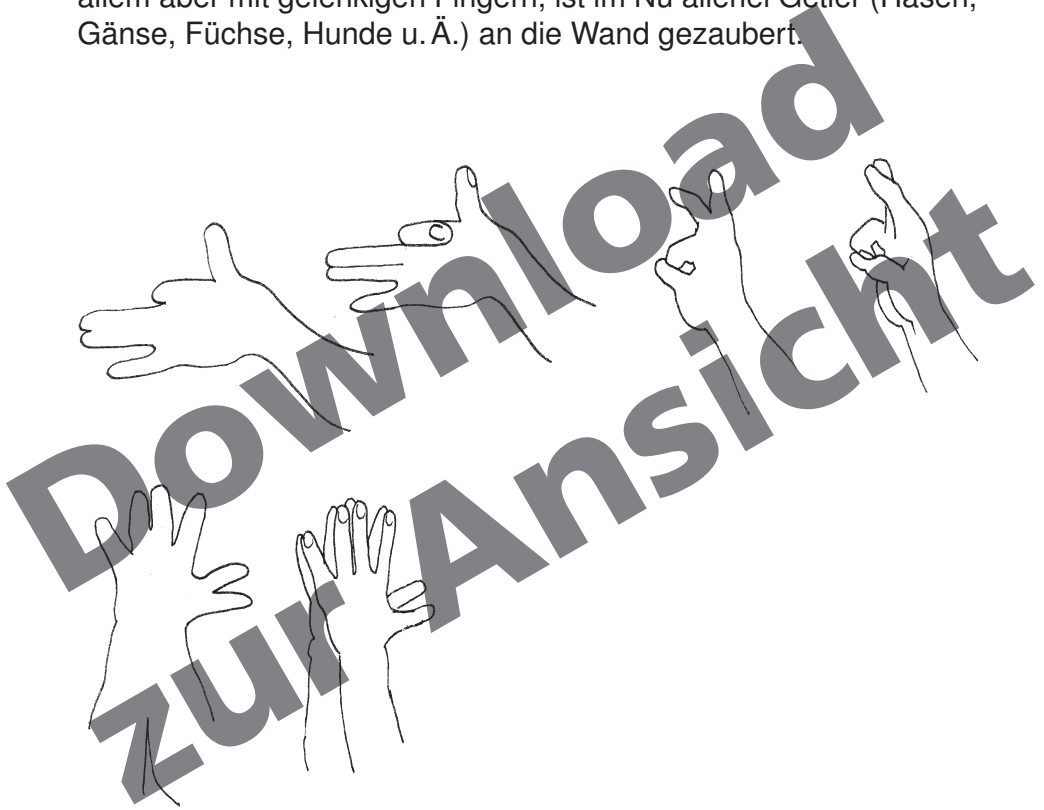 allem aber mit gelenkigen Fingern, ist im Nu allerlei Getier (Hasen,
Gänse, Füchse, Hunde u. Ä.) an die Wand gezaubert.
Download
zur Ansicht